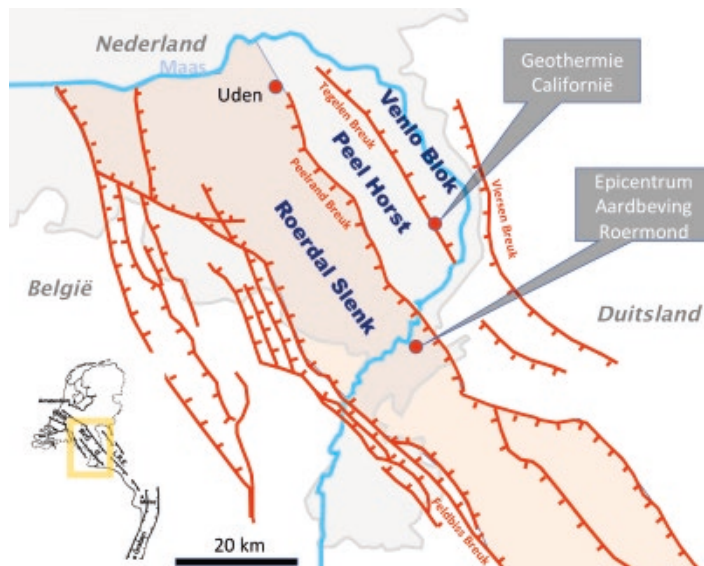 Nederland
Maas
Uden
Geothermie
Californië
Tegelen Breuk
Venlo Blok
Peel Horst
Peelrand Breuk
Viersen Breuk
Epicentrum
Aardbeving
Roermond
Roerdal Slenk
België
Duitsland
Feldbiss Breuk
20 km